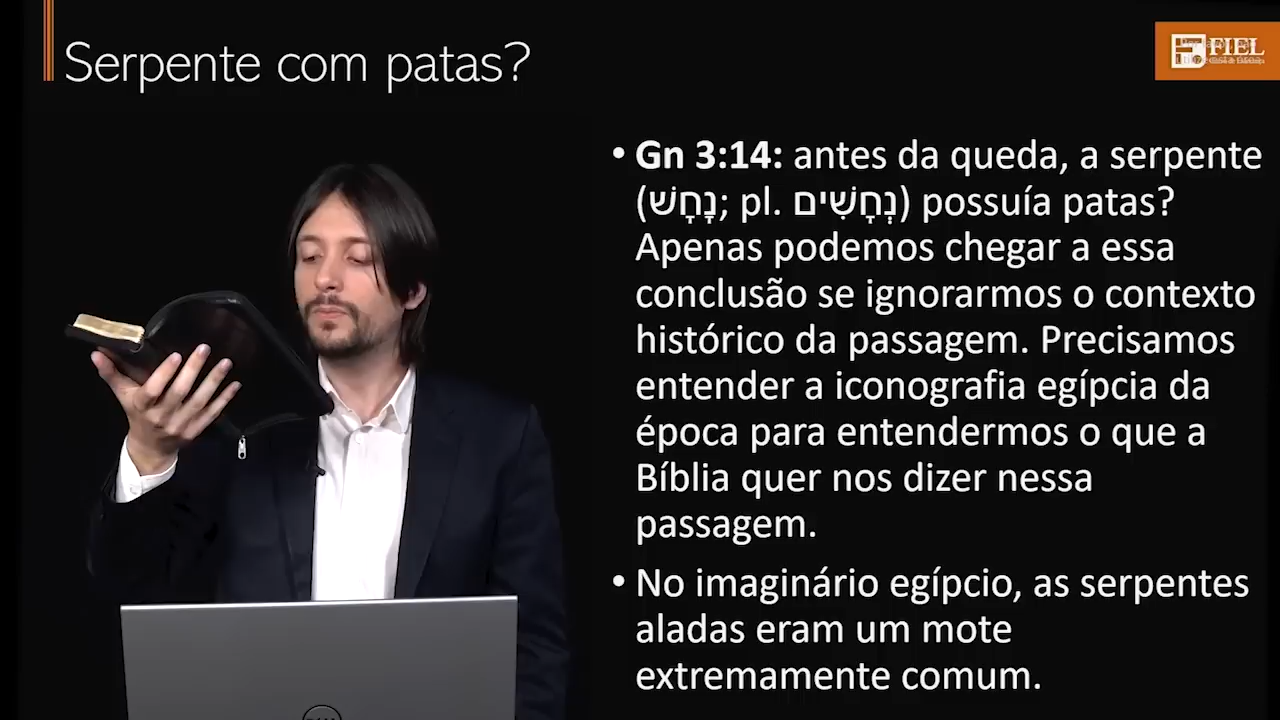 Serpente com patas?
FIEL
• Gn 3:14: antes da queda, a serpente
(נָחָשׁ; pl. נְחָשִׁים) possuía patas?
Apenas podemos chegar a essa
conclusão se ignorarmos o contexto
histórico da passagem. Precisamos
entender a iconografia egípcia da
época para entendermos o que a
Bíblia quer nos dizer nessa
passagem.
• No imaginário egípcio, as serpentes
aladas eram um mote
extremamente comum.